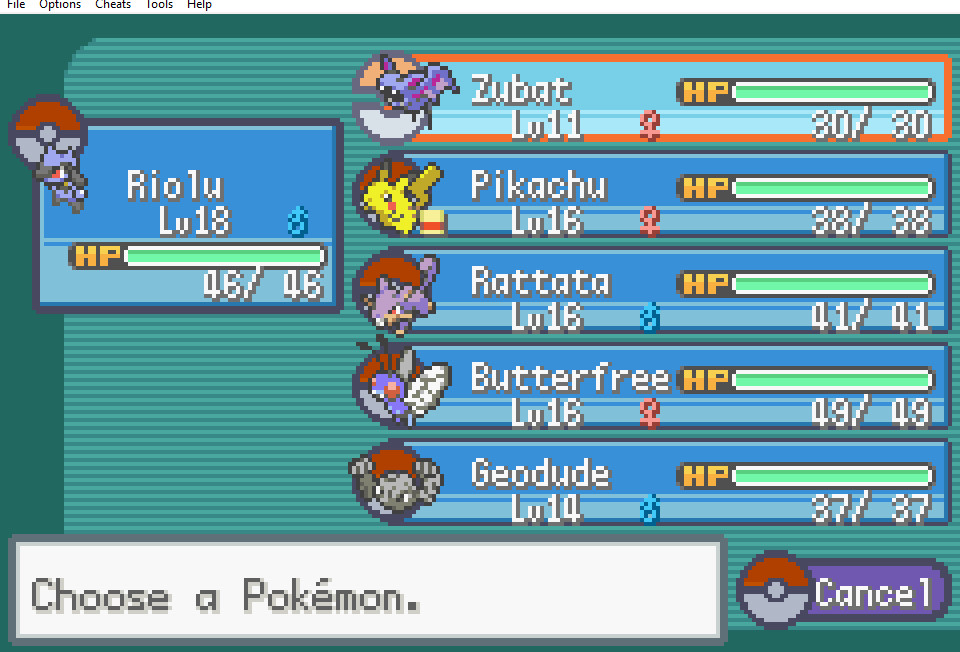 File Options Cheats Tools Help
Riolu
Lv18 ♂
HP
46/ 46
Zubat HP
Lv11 ♀ 30/ 30
Pikachu HP
Lv16 ♀ 38/ 38
Rattata HP
Lv16 ♂ 41/ 41
Butterfree HP
Lv16 ♀ 49/ 49
Geodude HP
Lv14 ♂ 37/ 37
Choose a Pokémon.
Cancel